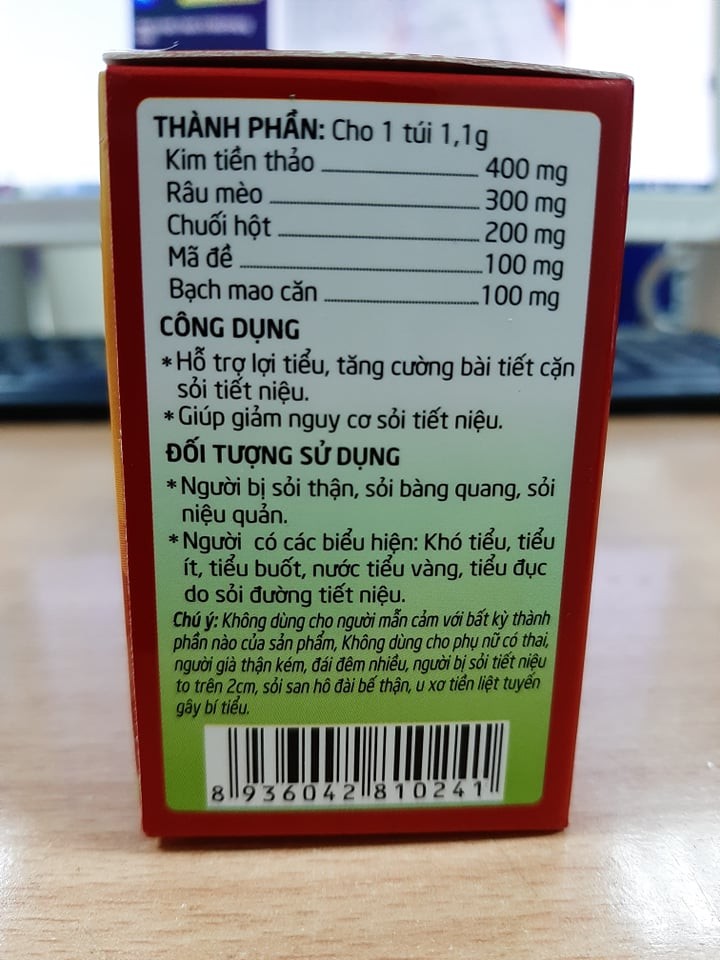 THÀNH PHẦN: Cho 1 túi 1,1g
Kim tiền thảo 400 mg
Râu mèo 300 mg
Chuối hột 200 mg
Mã đề 100 mg
Bạch mao căn 100 mg
CÔNG DỤNG
*Hỗ trợ lợi tiểu, tăng cường bài tiết cặn
sỏi tiết niệu.
*Giúp giảm nguy cơ sỏi tiết niệu.
ĐỐI TƯỢNG SỬ DỤNG
*Người bị sỏi thận, sỏi bàng quang, sỏi
niệu quản.
*Người có các biểu hiện: Khó tiểu, tiểu
ít, tiểu buốt, nước tiểu vàng, tiểu đục
do sỏi đường tiết niệu.
Chú ý: Không dùng cho người mẫn cảm với bất kỳ thành
phần nào của sản phẩm, Không dùng cho phụ nữ có thai,
người già thận kém, đái đêm nhiều, người bị sỏi tiết niệu
to trên 2cm, sỏi san hô đài bể thận, u xơ tiền liệt tuyến
gây bí tiểu.
8 936042 810241